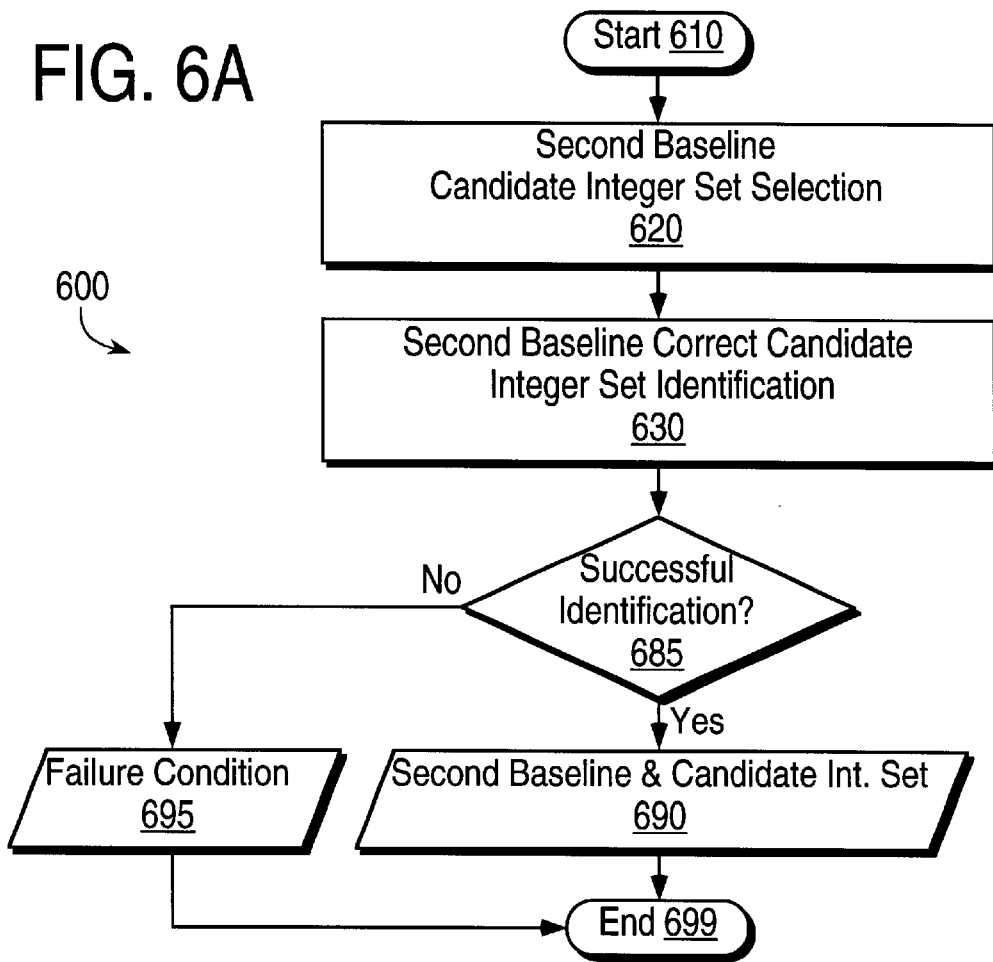 FIG. 6A
Start 610
Second Baseline
Candidate Integer Set Selection
620
600
Second Baseline Correct Candidate
Integer Set Identification
630
Successful
Identification?
685
No
Yes
Failure Condition
695
Second Baseline & Candidate Int. Set
690
End 699